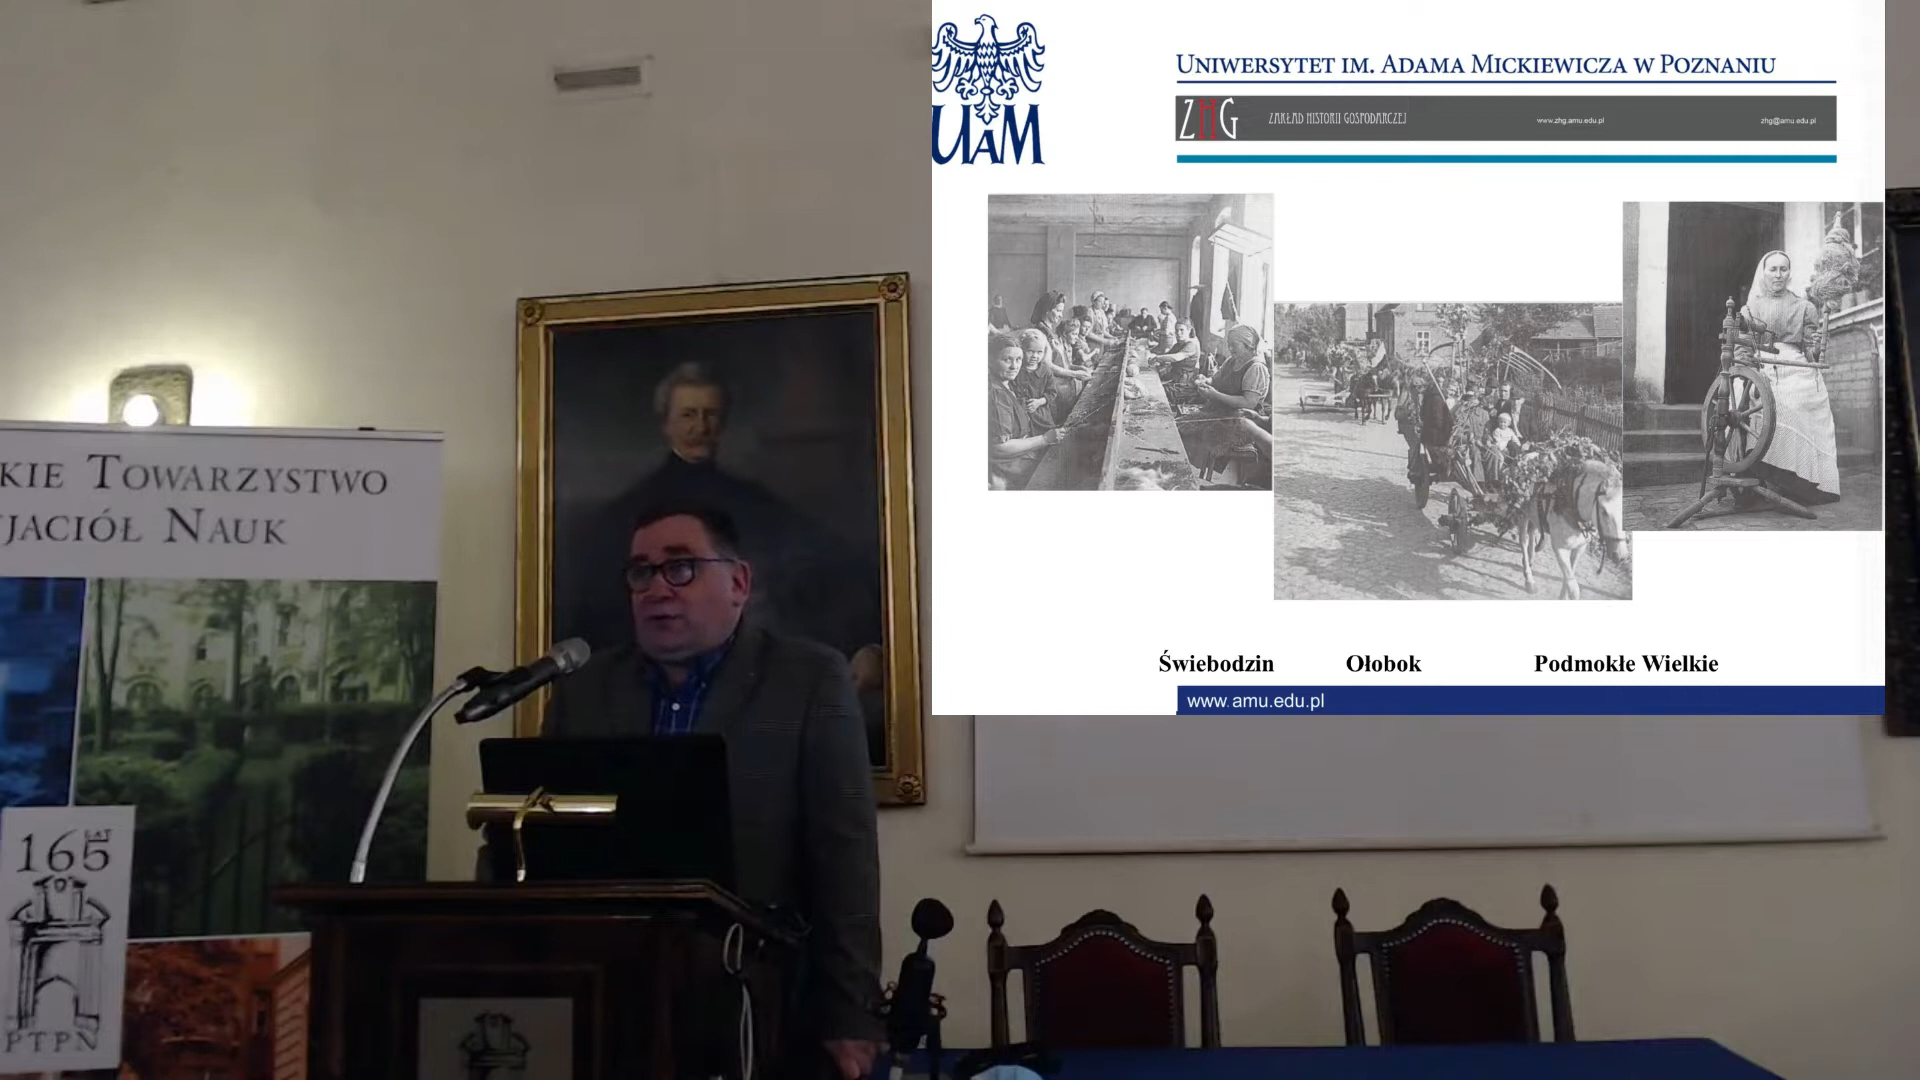 KIE TOWARZYSTWO
JACIÓŁ NAUK
165
LAT
PTPN
UAM
UNIWERSYTET IM. ADAMA MICKIEWICZA W POZNANIU
ZHG
ZAKŁAD HISTORII GOSPODARCZEJ
www.zhg.amu.edu.pl
zhg@amu.edu.pl
Świebodzin Ołobok Podmokłe Wielkie
www.amu.edu.pl